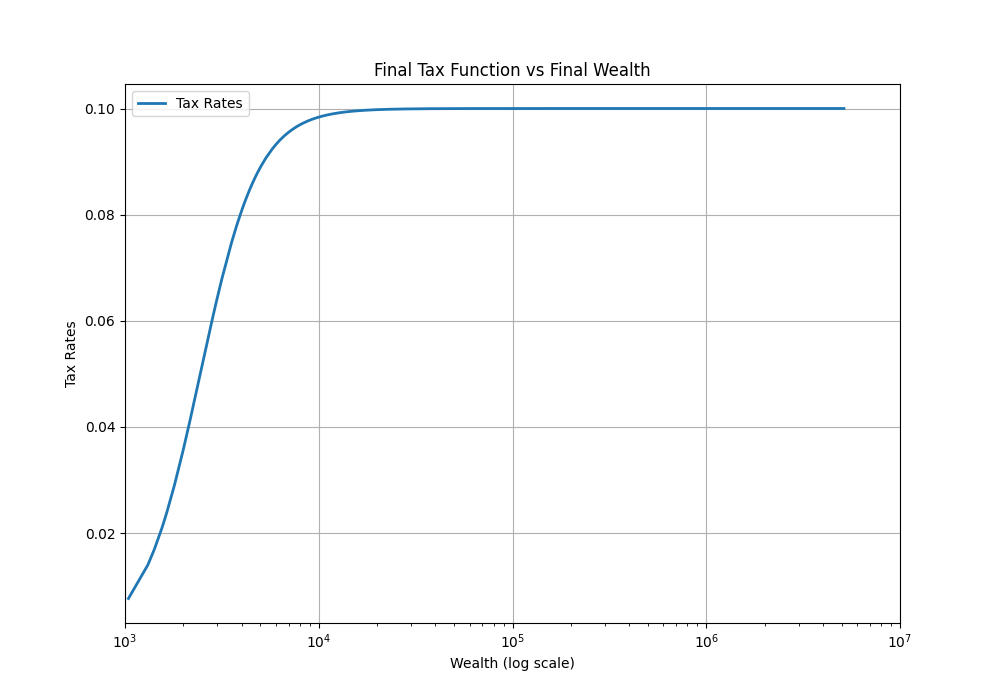 Final Tax Function vs Final Wealth
Tax Rates
0.10
0.08
0.06
0.04
0.02
Tax Rates
10³
10⁴
10⁵
10⁶
10⁷
Wealth (log scale)